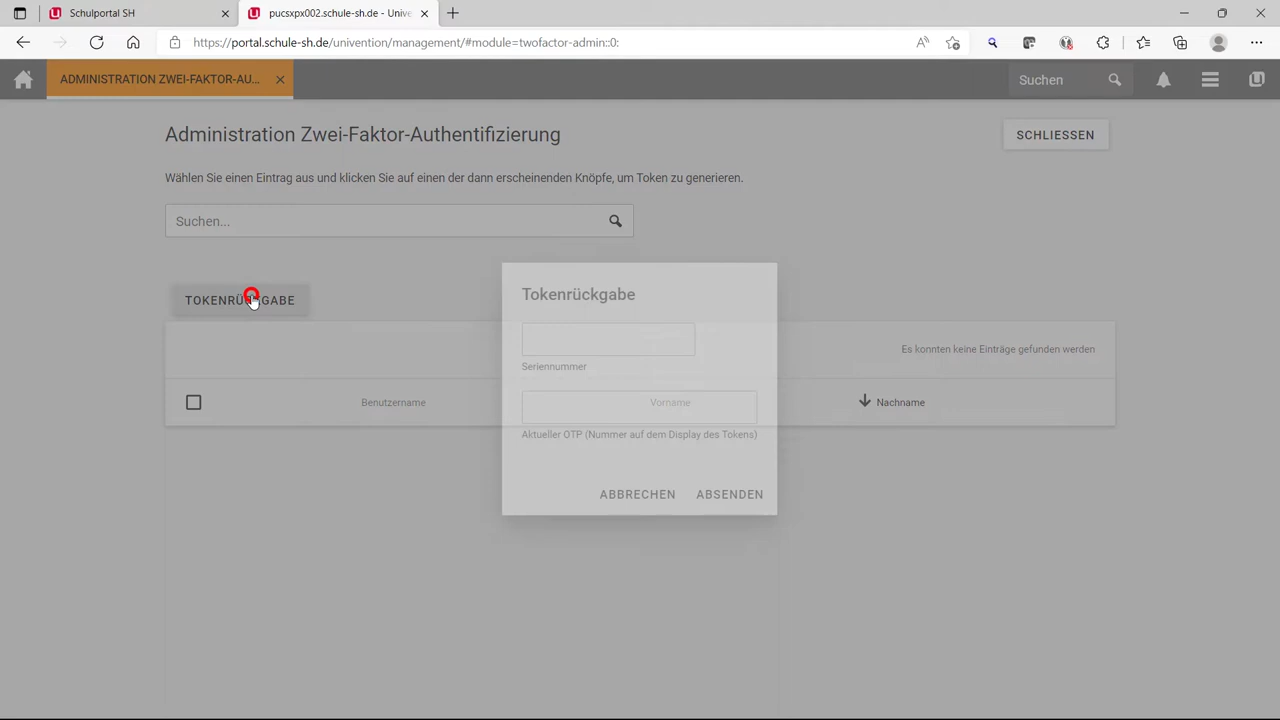 Schulportal SH
pucsxpx002.schule-sh.de - Unive
https://portal.schule-sh.de/univention/management/#module=twofactor-admin::0:
ADMINISTRATION ZWEI-FAKTOR-AU...
Suchen
Administration Zwei-Faktor-Authentifizierung
SCHLIESSEN
Wählen Sie einen Eintrag aus und klicken Sie auf einen der dann erscheinenden Knöpfe, um Token zu generieren.
Suchen...
TOKENRÜCKGABE
Tokenrückgabe
Es konnten keine Einträge gefunden werden
Seriennummer
Benutzername
Vorname
Nachname
Aktueller OTP (Nummer auf dem Display des Tokens)
ABBRECHEN
ABSENDEN